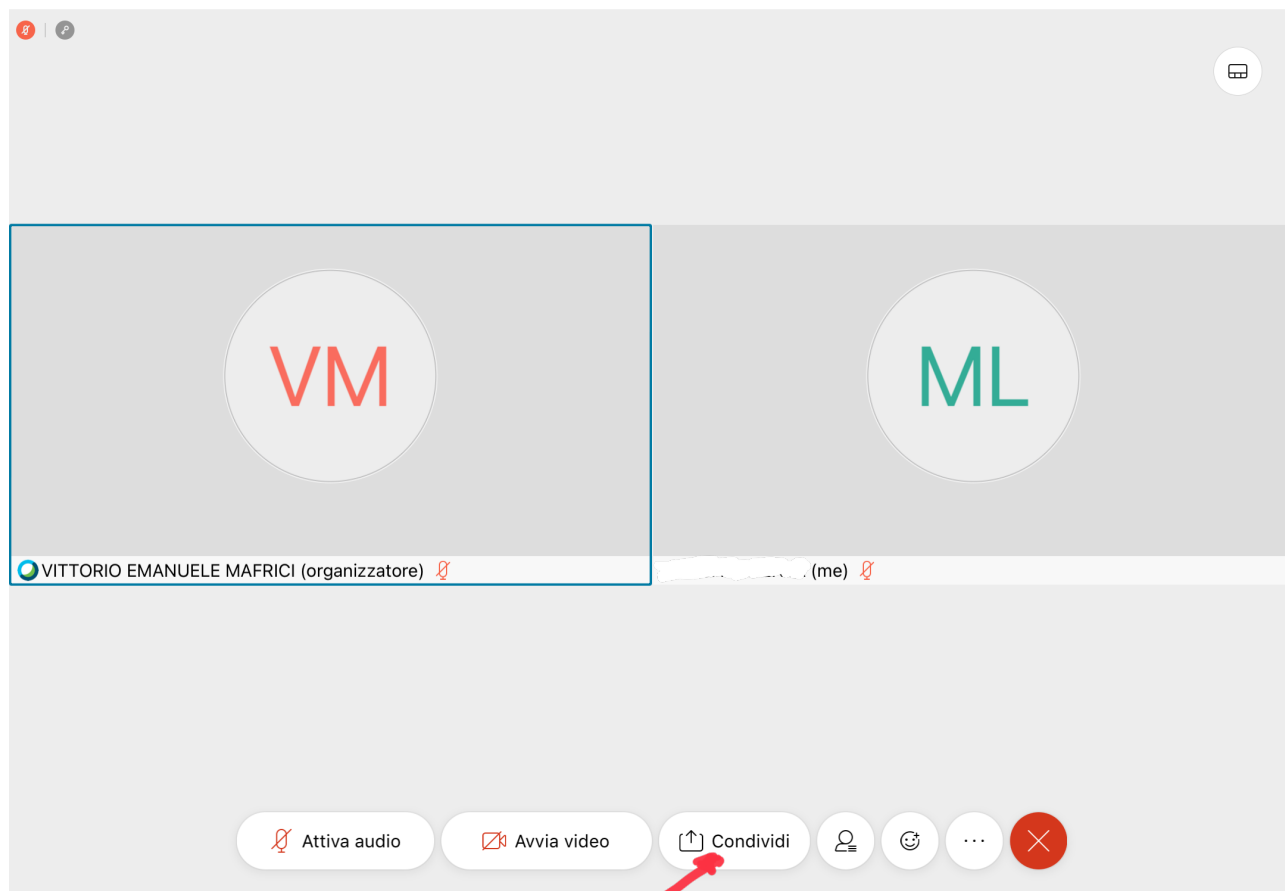 VM
ML
VITTORIO EMANUELE MAFRICI (organizzatore)
(me)
Attiva audio
Avvia video
Condividi